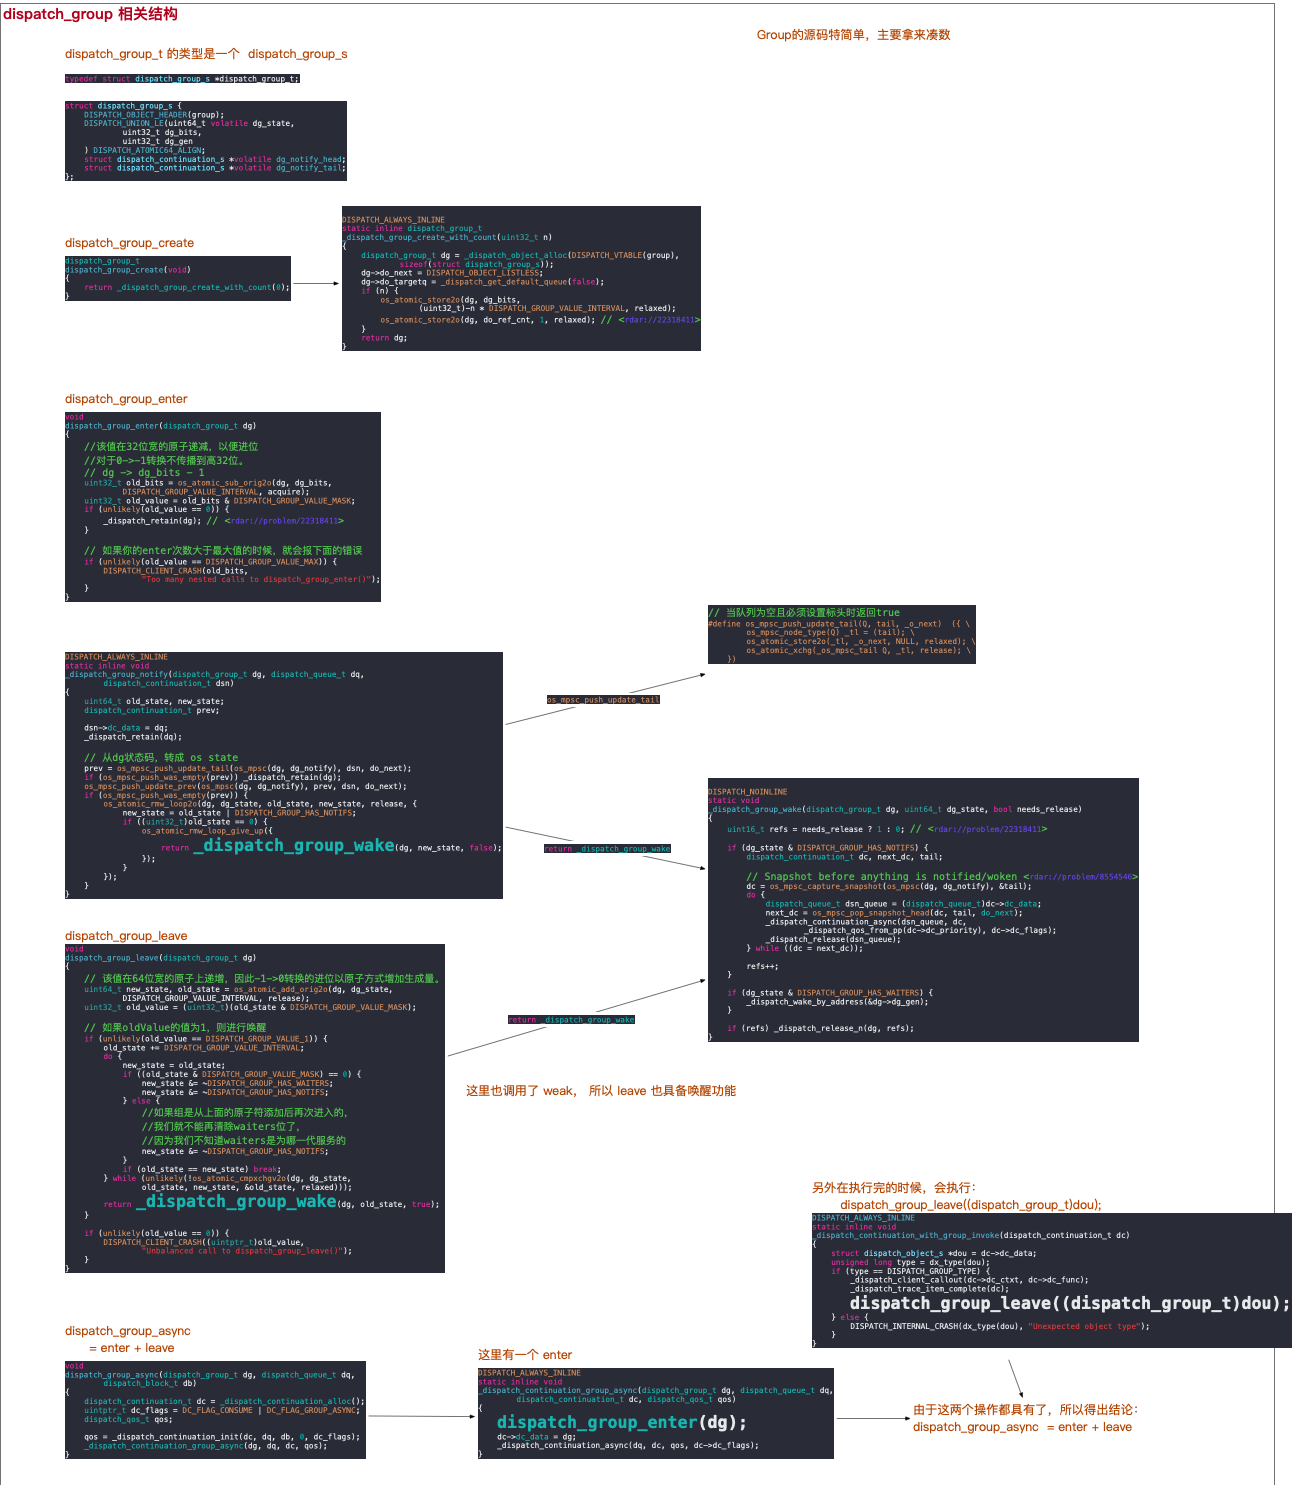 dispatch_group 相关结构
Group的源码特简单，主要拿来凑数
dispatch_group_t 的类型是一个  dispatch_group_s
typedef struct dispatch_group_s *dispatch_group_t;
struct dispatch_group_s {
    DISPATCH_OBJECT_HEADER(group);
    DISPATCH_UNION_LE(uint64_t volatile dg_state,
            uint32_t dg_bits,
            uint32_t dg_gen
    ) DISPATCH_ATOMIC64_ALIGN;
    struct dispatch_continuation_s *volatile dg_notify_head;
    struct dispatch_continuation_s *volatile dg_notify_tail;
};
dispatch_group_create
dispatch_group_t
dispatch_group_create(void)
{
    return _dispatch_group_create_with_count(0);
}
DISPATCH_ALWAYS_INLINE
static inline dispatch_group_t
_dispatch_group_create_with_count(uint32_t n)
{
    dispatch_group_t dg = _dispatch_object_alloc(DISPATCH_VTABLE(group),
            sizeof(struct dispatch_group_s));
    dg->do_next = DISPATCH_OBJECT_LISTLESS;
    dg->do_targetq = _dispatch_get_default_queue(false);
    if (n) {
        os_atomic_store2o(dg, dg_bits,
                (uint32_t)-n * DISPATCH_GROUP_VALUE_INTERVAL, relaxed);
        os_atomic_store2o(dg, do_ref_cnt, 1, relaxed); // <rdar://22318411>
    }
    return dg;
}
dispatch_group_enter
void
dispatch_group_enter(dispatch_group_t dg)
{
    //该值在32位宽的原子递减，以便进位
    //对于0->-1转换不传播到高32位。
    // dg -> dg_bits - 1
    uint32_t old_bits = os_atomic_sub_orig2o(dg, dg_bits,
            DISPATCH_GROUP_VALUE_INTERVAL, acquire);
    uint32_t old_value = old_bits & DISPATCH_GROUP_VALUE_MASK;
    if (unlikely(old_value == 0)) {
        _dispatch_retain(dg); // <rdar://problem/22318411>
    }
    // 如果你的enter次数大于最大值的时候，就会报下面的错误
    if (unlikely(old_value == DISPATCH_GROUP_VALUE_MAX)) {
        DISPATCH_CLIENT_CRASH(old_bits,
                "Too many nested calls to dispatch_group_enter()");
    }
}
// 当队列为空且必须设置标头时返回true
#define os_mpsc_push_update_tail(Q, tail, _o_next)  ({ \
        os_mpsc_node_type(Q) _tl = (tail); \
        os_atomic_store2o(_tl, _o_next, NULL, relaxed); \
        os_atomic_xchg(_os_mpsc_tail Q, _tl, release); \
    })
DISPATCH_ALWAYS_INLINE
static inline void
_dispatch_group_notify(dispatch_group_t dg, dispatch_queue_t dq,
        dispatch_continuation_t dsn)
{
    uint64_t old_state, new_state;
    dispatch_continuation_t prev;
    dsn->dc_data = dq;
    _dispatch_retain(dq);
    // 从dg状态码，转成 os state
    prev = os_mpsc_push_update_tail(os_mpsc(dg, dg_notify), dsn, do_next);
    if (os_mpsc_push_was_empty(prev)) _dispatch_retain(dg);
    os_mpsc_push_update_prev(os_mpsc(dg, dg_notify), prev, dsn, do_next);
    if (os_mpsc_push_was_empty(prev)) {
        os_atomic_rmw_loop2o(dg, dg_state, old_state, new_state, release, {
            new_state = old_state | DISPATCH_GROUP_HAS_NOTIFS;
            if ((uint32_t)old_state == 0) {
                os_atomic_rmw_loop_give_up({
                    return _dispatch_group_wake(dg, new_state, false);
                });
            }
        });
    }
}
os_mpsc_push_update_tail
return _dispatch_group_wake
DISPATCH_NOINLINE
static void
_dispatch_group_wake(dispatch_group_t dg, uint64_t dg_state, bool needs_release)
{
    uint16_t refs = needs_release ? 1 : 0; // <rdar://problem/22318411>
    if (dg_state & DISPATCH_GROUP_HAS_NOTIFS) {
        dispatch_continuation_t dc, next_dc, tail;
        // Snapshot before anything is notified/woken <rdar://problem/8554546>
        dc = os_mpsc_capture_snapshot(os_mpsc(dg, dg_notify), &tail);
        do {
            dispatch_queue_t dsn_queue = (dispatch_queue_t)dc->dc_data;
            next_dc = os_mpsc_pop_snapshot_head(dc, tail, do_next);
            _dispatch_continuation_async(dsn_queue, dc,
                    _dispatch_qos_from_pp(dc->dc_priority), dc->dc_flags);
            _dispatch_release(dsn_queue);
        } while ((dc = next_dc));
        refs++;
    }
    if (dg_state & DISPATCH_GROUP_HAS_WAITERS) {
        _dispatch_wake_by_address(&dg->dg_gen);
    }
    if (refs) _dispatch_release_n(dg, refs);
}
dispatch_group_leave
void
dispatch_group_leave(dispatch_group_t dg)
{
    // 该值在64位宽的原子上递增，因此-1->0转换的进位以原子方式增加生成量。
    uint64_t new_state, old_state = os_atomic_add_orig2o(dg, dg_state,
            DISPATCH_GROUP_VALUE_INTERVAL, release);
    uint32_t old_value = (uint32_t)(old_state & DISPATCH_GROUP_VALUE_MASK);
    // 如果oldValue的值为1，则进行唤醒
    if (unlikely(old_value == DISPATCH_GROUP_VALUE_1)) {
        old_state += DISPATCH_GROUP_VALUE_INTERVAL;
        do {
            new_state = old_state;
            if ((old_state & DISPATCH_GROUP_VALUE_MASK) == 0) {
                new_state &= ~DISPATCH_GROUP_HAS_WAITERS;
                new_state &= ~DISPATCH_GROUP_HAS_NOTIFS;
            } else {
                //如果组是从上面的原子符添加后再次进入的，
                //我们就不能再清除waiters位了，
                //因为我们不知道waiters是为哪一代服务的
                new_state &= ~DISPATCH_GROUP_HAS_NOTIFS;
            }
            if (old_state == new_state) break;
        } while (unlikely(!os_atomic_cmpxchgv2o(dg, dg_state,
                old_state, new_state, &old_state, relaxed)));
        return _dispatch_group_wake(dg, old_state, true);
    }
    if (unlikely(old_value == 0)) {
        DISPATCH_CLIENT_CRASH((uintptr_t)old_value,
                "Unbalanced call to dispatch_group_leave()");
    }
}
return _dispatch_group_wake
这里也调用了 weak， 所以 leave 也具备唤醒功能
另外在执行完的时候，会执行：
dispatch_group_leave((dispatch_group_t)dou);
DISPATCH_ALWAYS_INLINE
static inline void
_dispatch_continuation_with_group_invoke(dispatch_continuation_t dc)
{
    struct dispatch_object_s *dou = dc->dc_data;
    unsigned long type = dx_type(dou);
    if (type == DISPATCH_GROUP_TYPE) {
        _dispatch_client_callout(dc->dc_ctxt, dc->dc_func);
        _dispatch_trace_item_complete(dc);
        dispatch_group_leave((dispatch_group_t)dou);
    } else {
        DISPATCH_INTERNAL_CRASH(dx_type(dou), "Unexpected object type");
    }
}
dispatch_group_async
= enter + leave
void
dispatch_group_async(dispatch_group_t dg, dispatch_queue_t dq,
        dispatch_block_t db)
{
    dispatch_continuation_t dc = _dispatch_continuation_alloc();
    uintptr_t dc_flags = DC_FLAG_CONSUME | DC_FLAG_GROUP_ASYNC;
    dispatch_qos_t qos;
    qos = _dispatch_continuation_init(dc, dq, db, 0, dc_flags);
    _dispatch_continuation_group_async(dg, dq, dc, qos);
}
这里有一个 enter
DISPATCH_ALWAYS_INLINE
static inline void
_dispatch_continuation_group_async(dispatch_group_t dg, dispatch_queue_t dq,
        dispatch_continuation_t dc, dispatch_qos_t qos)
{
    dispatch_group_enter(dg);
    dc->dc_data = dg;
    _dispatch_continuation_async(dq, dc, qos, dc->dc_flags);
}
由于这两个操作都具有了，所以得出结论：
dispatch_group_async  = enter + leave